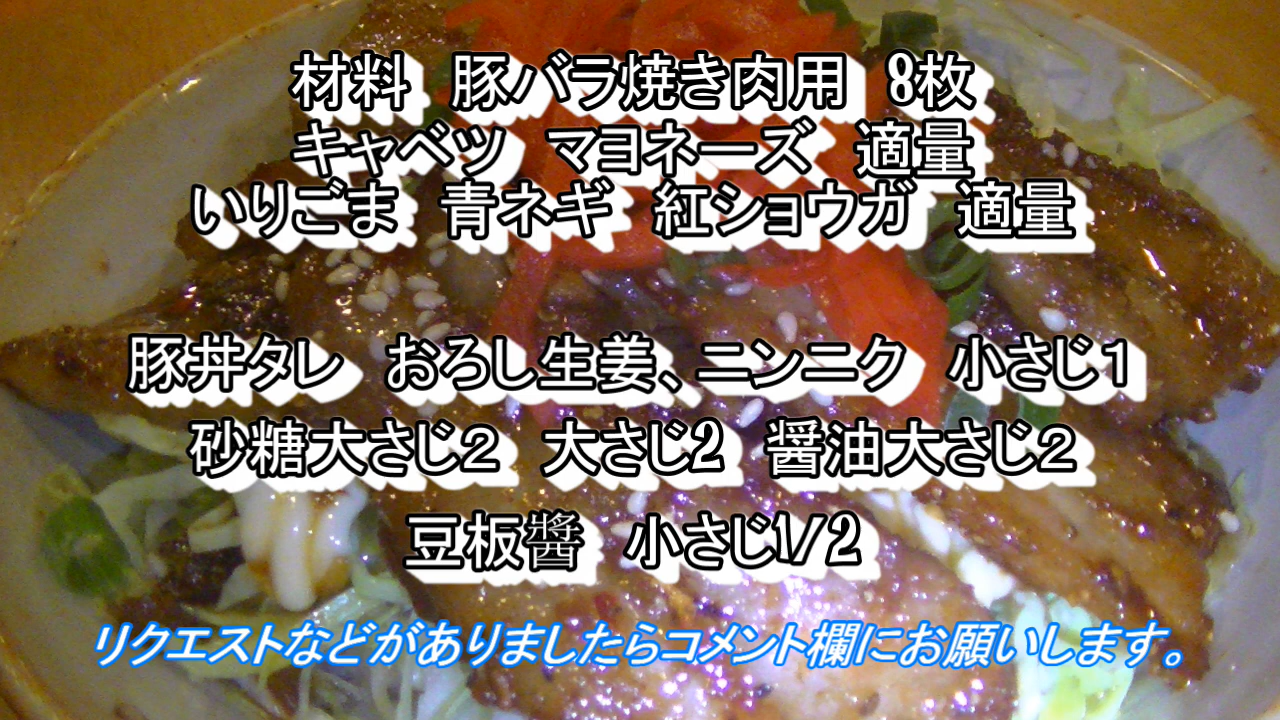 材料　豚バラ焼き肉用　8枚
キャベツ　マヨネーズ　適量
いりごま　青ネギ　紅ショウガ　適量
豚丼タレ　おろし生姜、ニンニク　小さじ１
砂糖大さじ２　大さじ2　醤油大さじ２
豆板醬　小さじ1/2
リクエストなどがありましたらコメント欄にお願いします。